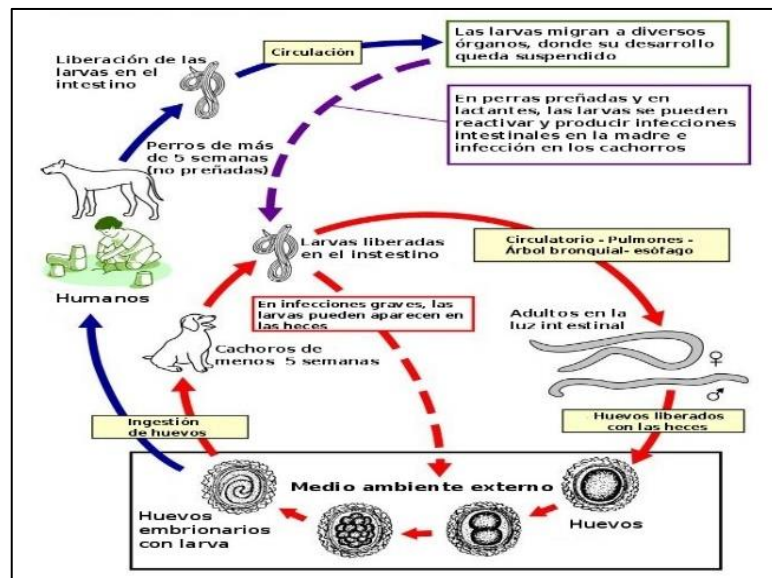 Liberación de las
larvas en el
intestino
Circulación
Las larvas migran a diversos
órganos, donde su desarrollo
queda suspendido
En perras preñadas y en
lactantes, las larvas se pueden
reactivar y producir infecciones
intestinales en la madre e
infección en los cachorros
Perros de más
de 5 semanas
(no preñadas)
Humanos
Larvas liberadas
en el instestino
Circulatorio - Pulmones -
Árbol bronquial- esófago
En infecciones graves, las
larvas pueden aparecen en
las heces
Cachoros de
menos 5 semanas
Adultos en la
luz intestinal
♀
♂
Ingestión
de huevos
Huevos liberados
con las heces
Medio ambiente externo
Huevos
embrionarios
con larva
Huevos